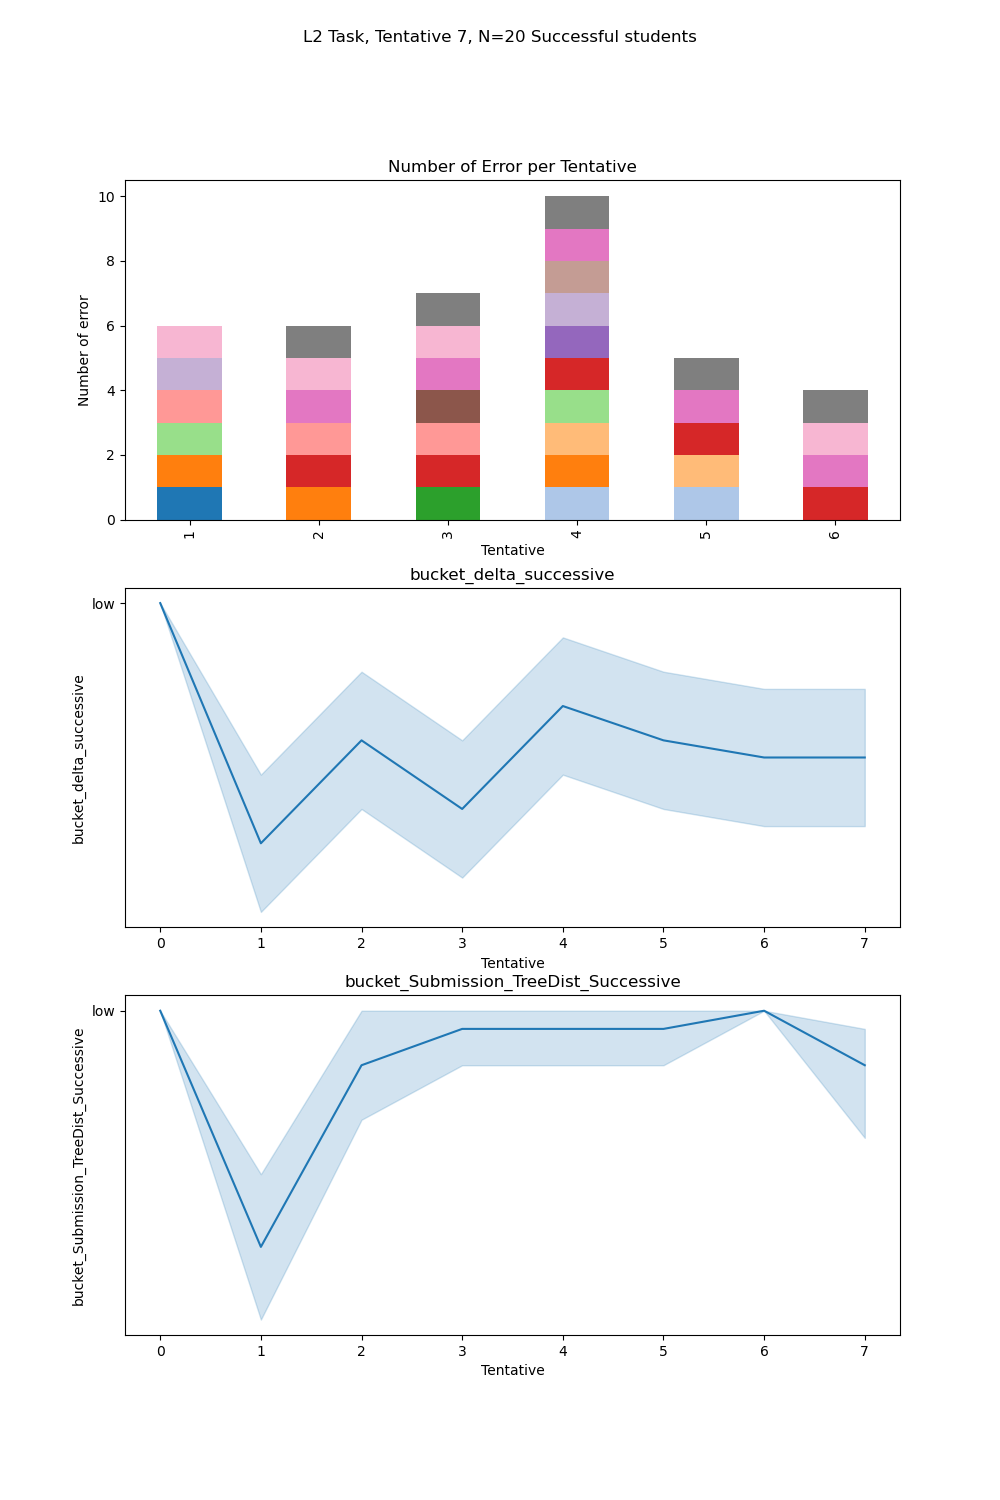 L2 Task, Tentative 7, N=20 Successful students
Number of Error per Tentative
10
8
6
4
2
0
Number of error
1 2 3 4 5 6
Tentative
bucket_delta_successive
low
bucket_delta_successive
0 1 2 3 4 5 6 7
Tentative
bucket_Submission_TreeDist_Successive
low
bucket_Submission_TreeDist_Successive
0 1 2 3 4 5 6 7
Tentative